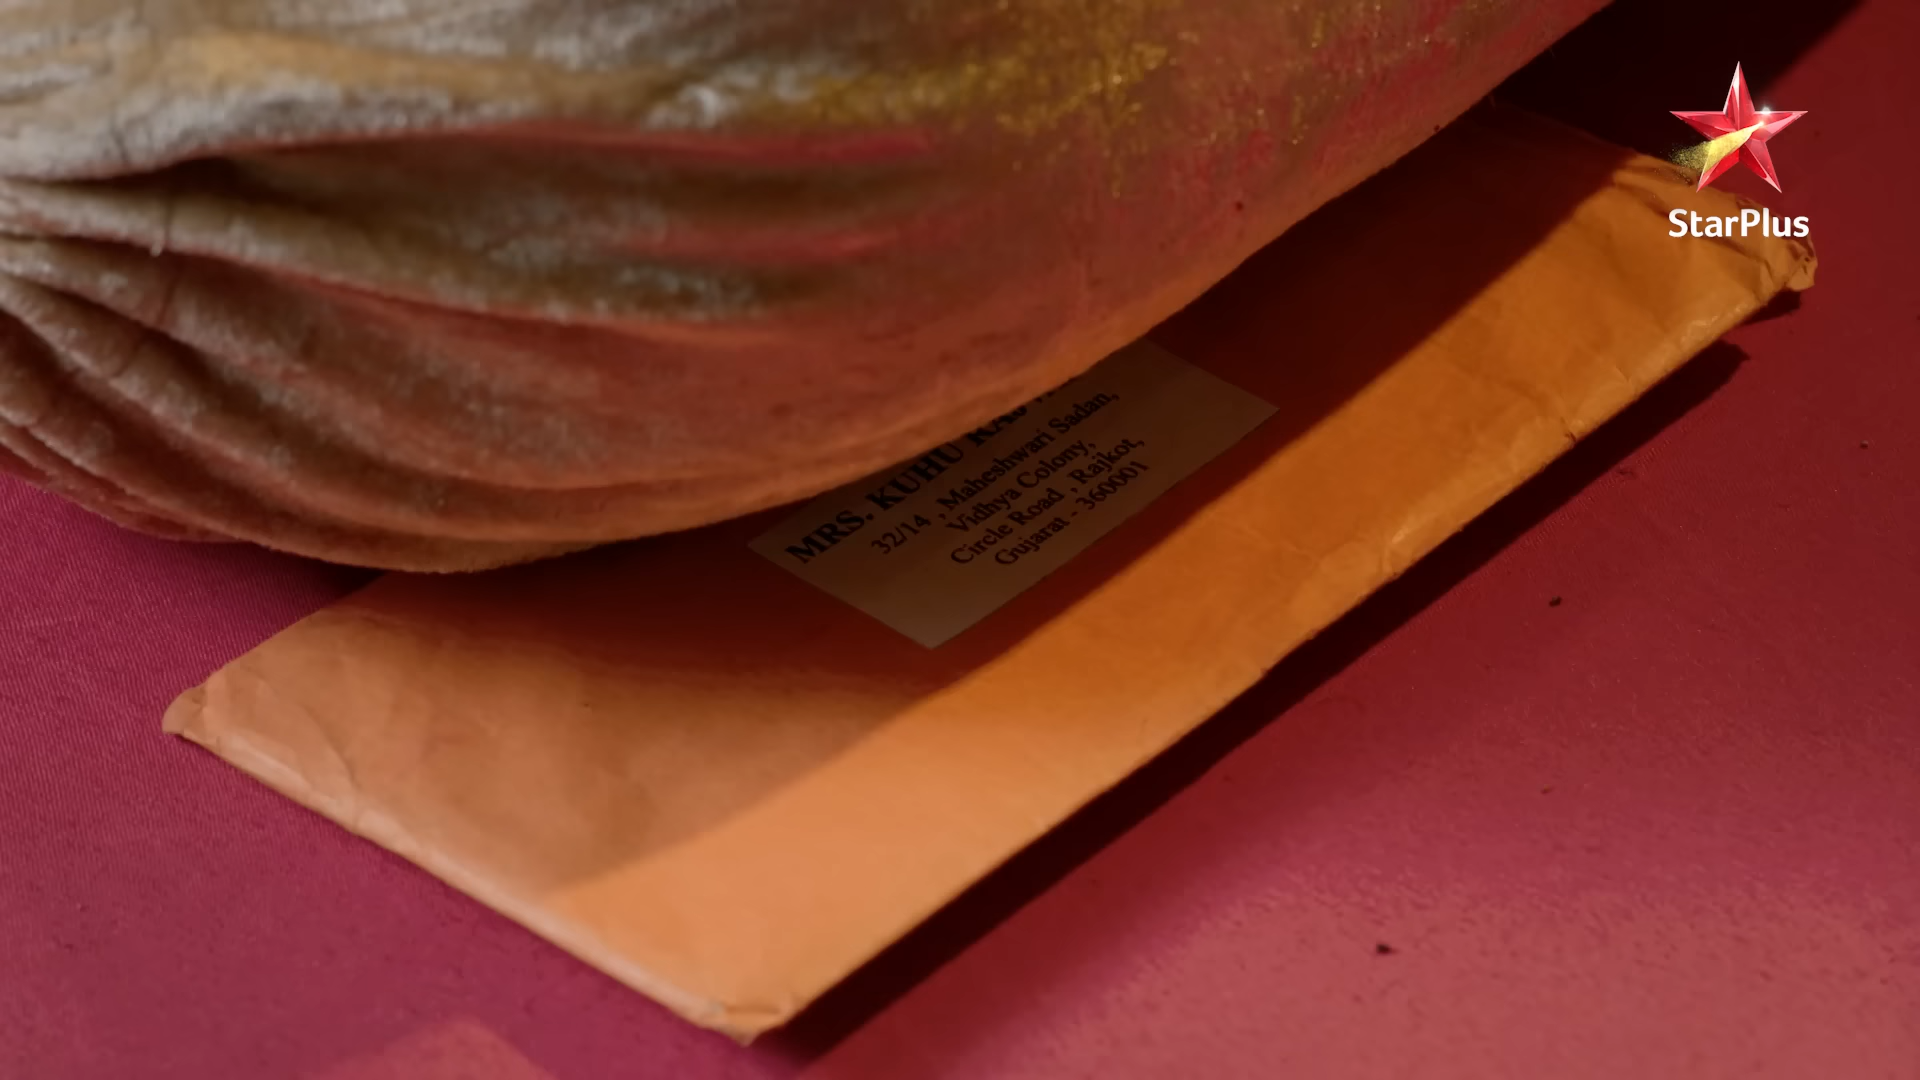 StarPlus
MRS. KUHU
32/14 , Maheshwari Sadan,
Vidhya Colony,
Circle Road , Rajkot,
Gujarat - 360001